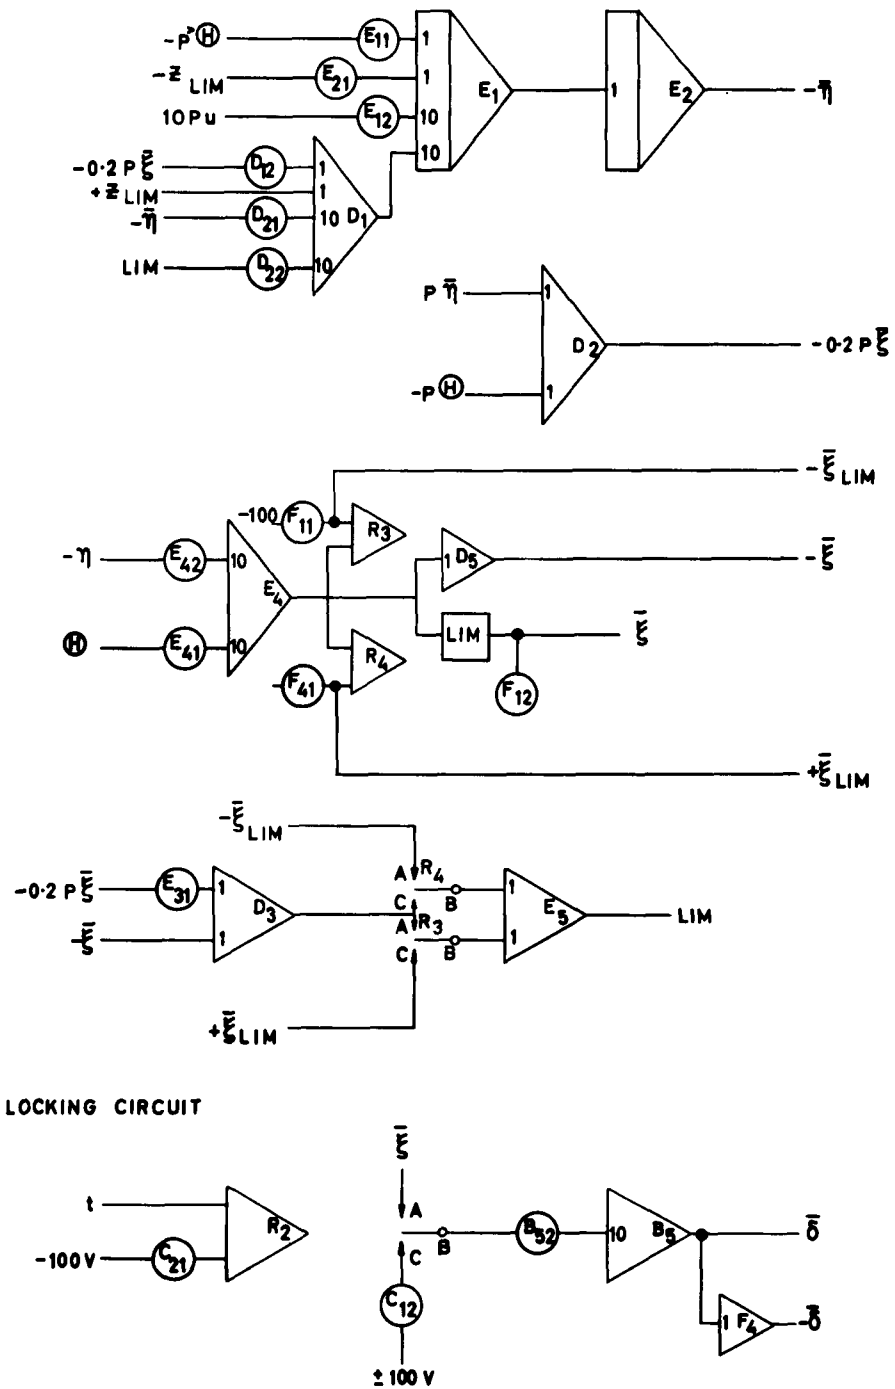 -P²Ⓗ E11 1
-z̄ LIM E21 1 E1 1 E2 -η̄
10Pu E12 10
10
-0·2 P ξ̄ D12 1
+z̄ LIM 1
-η̄ D21 10 D1
LIM D22 10
P η̄ 1
D2 -0·2 P ξ̄
-PⒽ 1
-ξ̄ LIM
-100 F11 R3
-η E42 10 1 D5 -ξ̄
E4
Ⓗ E41 10 LIM ξ̄
R4
F41 F12
+ξ̄ LIM
-ξ̄ LIM
A R4
-0·2 P ξ̄ E31 1 C B 1
D3 E5 LIM
-ξ̄ 1 A R3 B 1
C
+ξ̄ LIM
LOCKING CIRCUIT
ξ̄
t A
R2 B B52 10 B5 δ̄
-100 V C21 C
C12 1 F4 -δ̄
±100 V